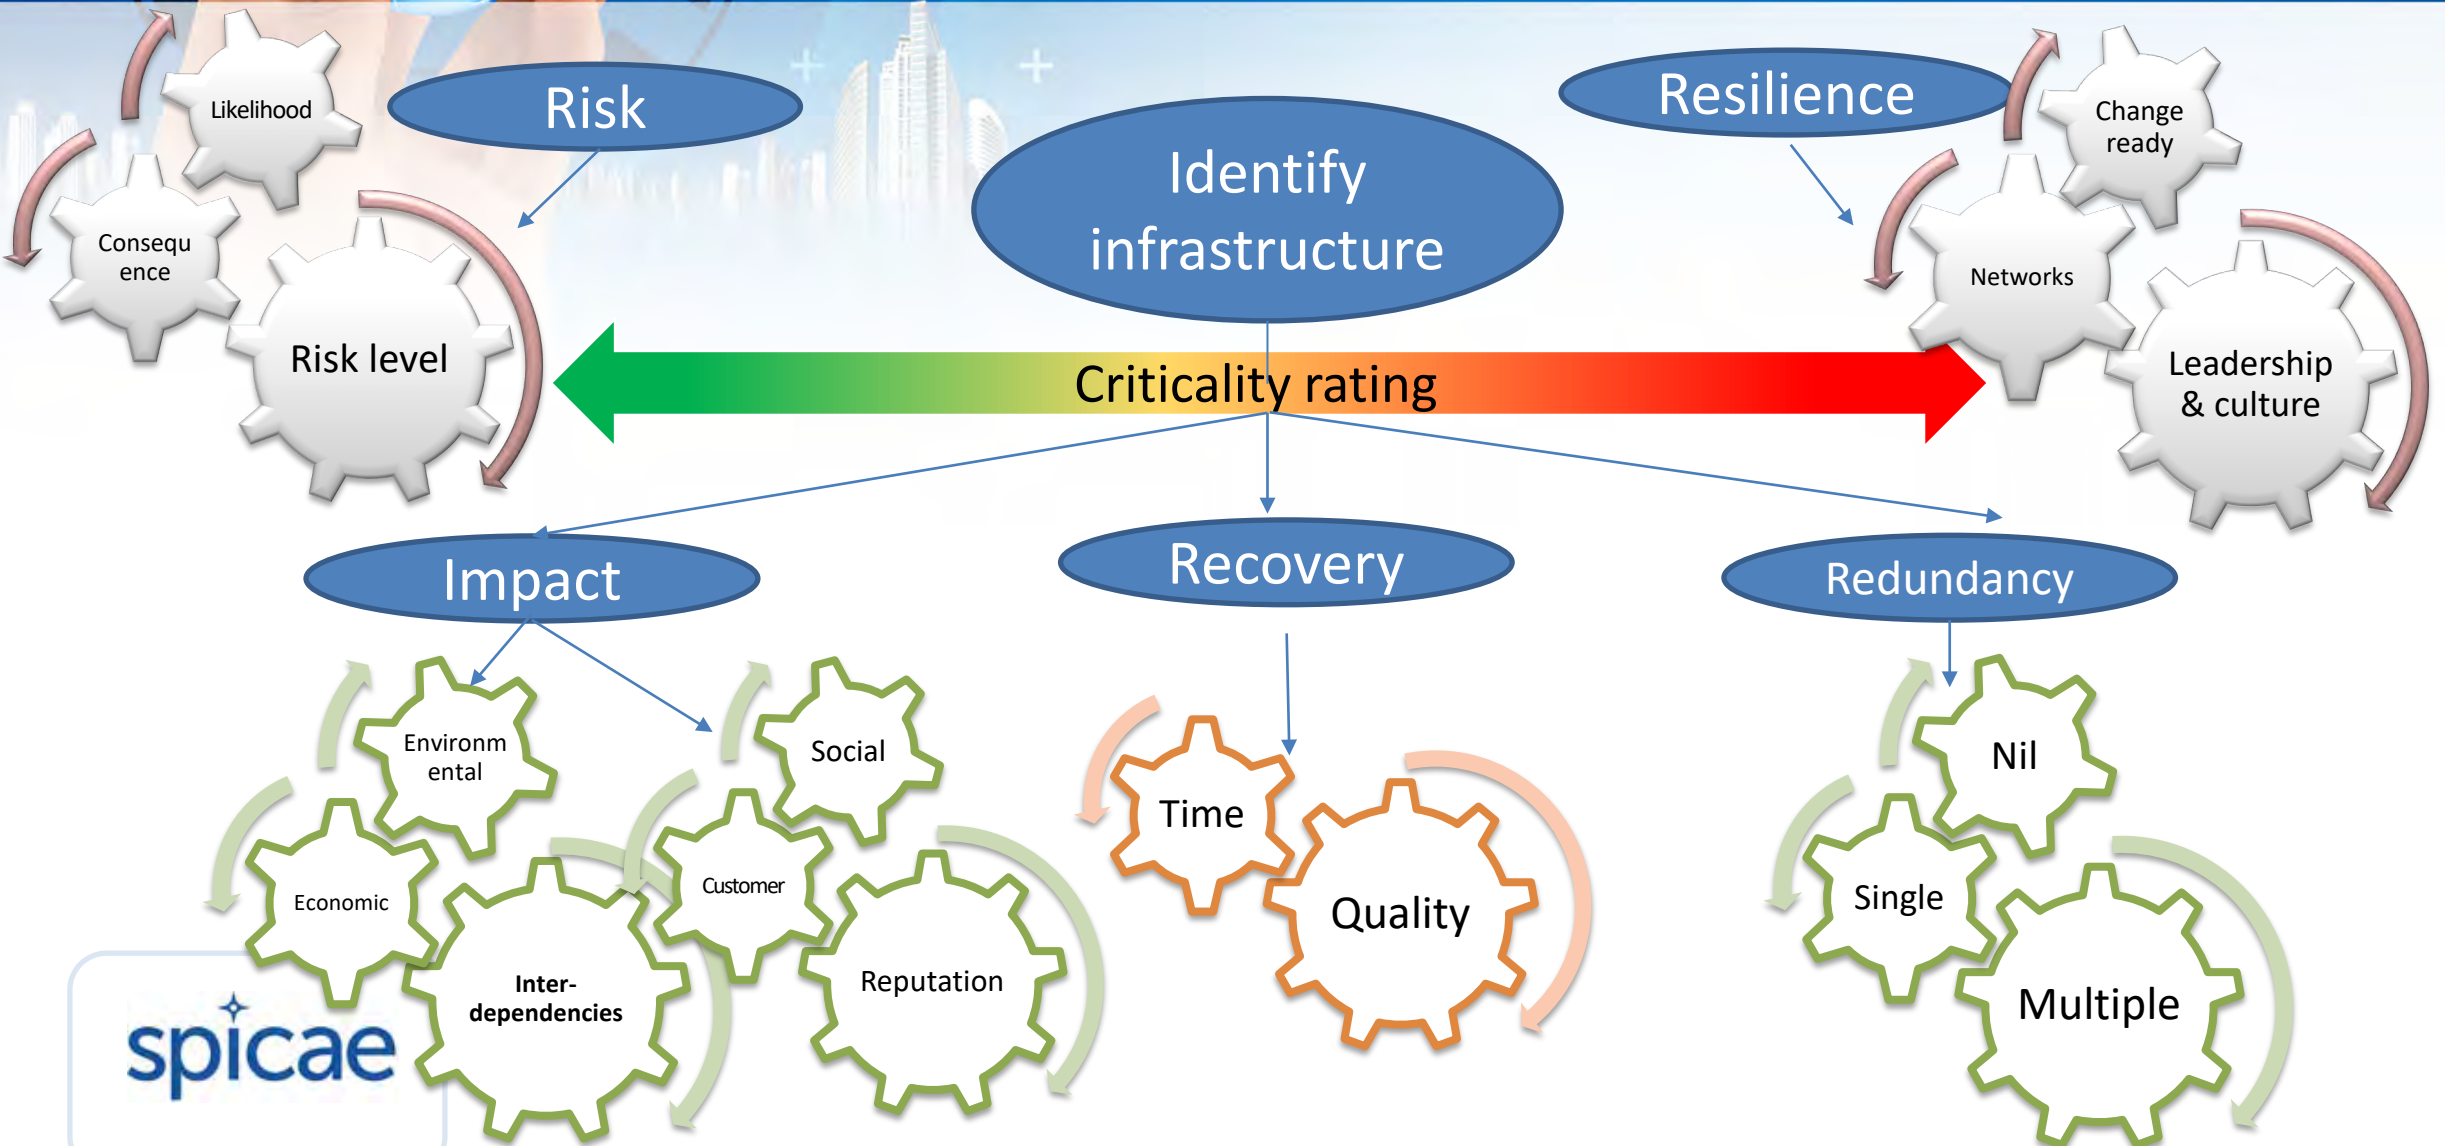 Likelihood
Consequ
ence
Risk level
Risk
Identify
infrastructure
Resilience
Change
ready
Networks
Leadership
& culture
Criticality rating
Impact
Recovery
Redundancy
Environm
ental
Economic
Inter-
dependencies
Social
Customer
Reputation
Time
Quality
Nil
Single
Multiple
spicae